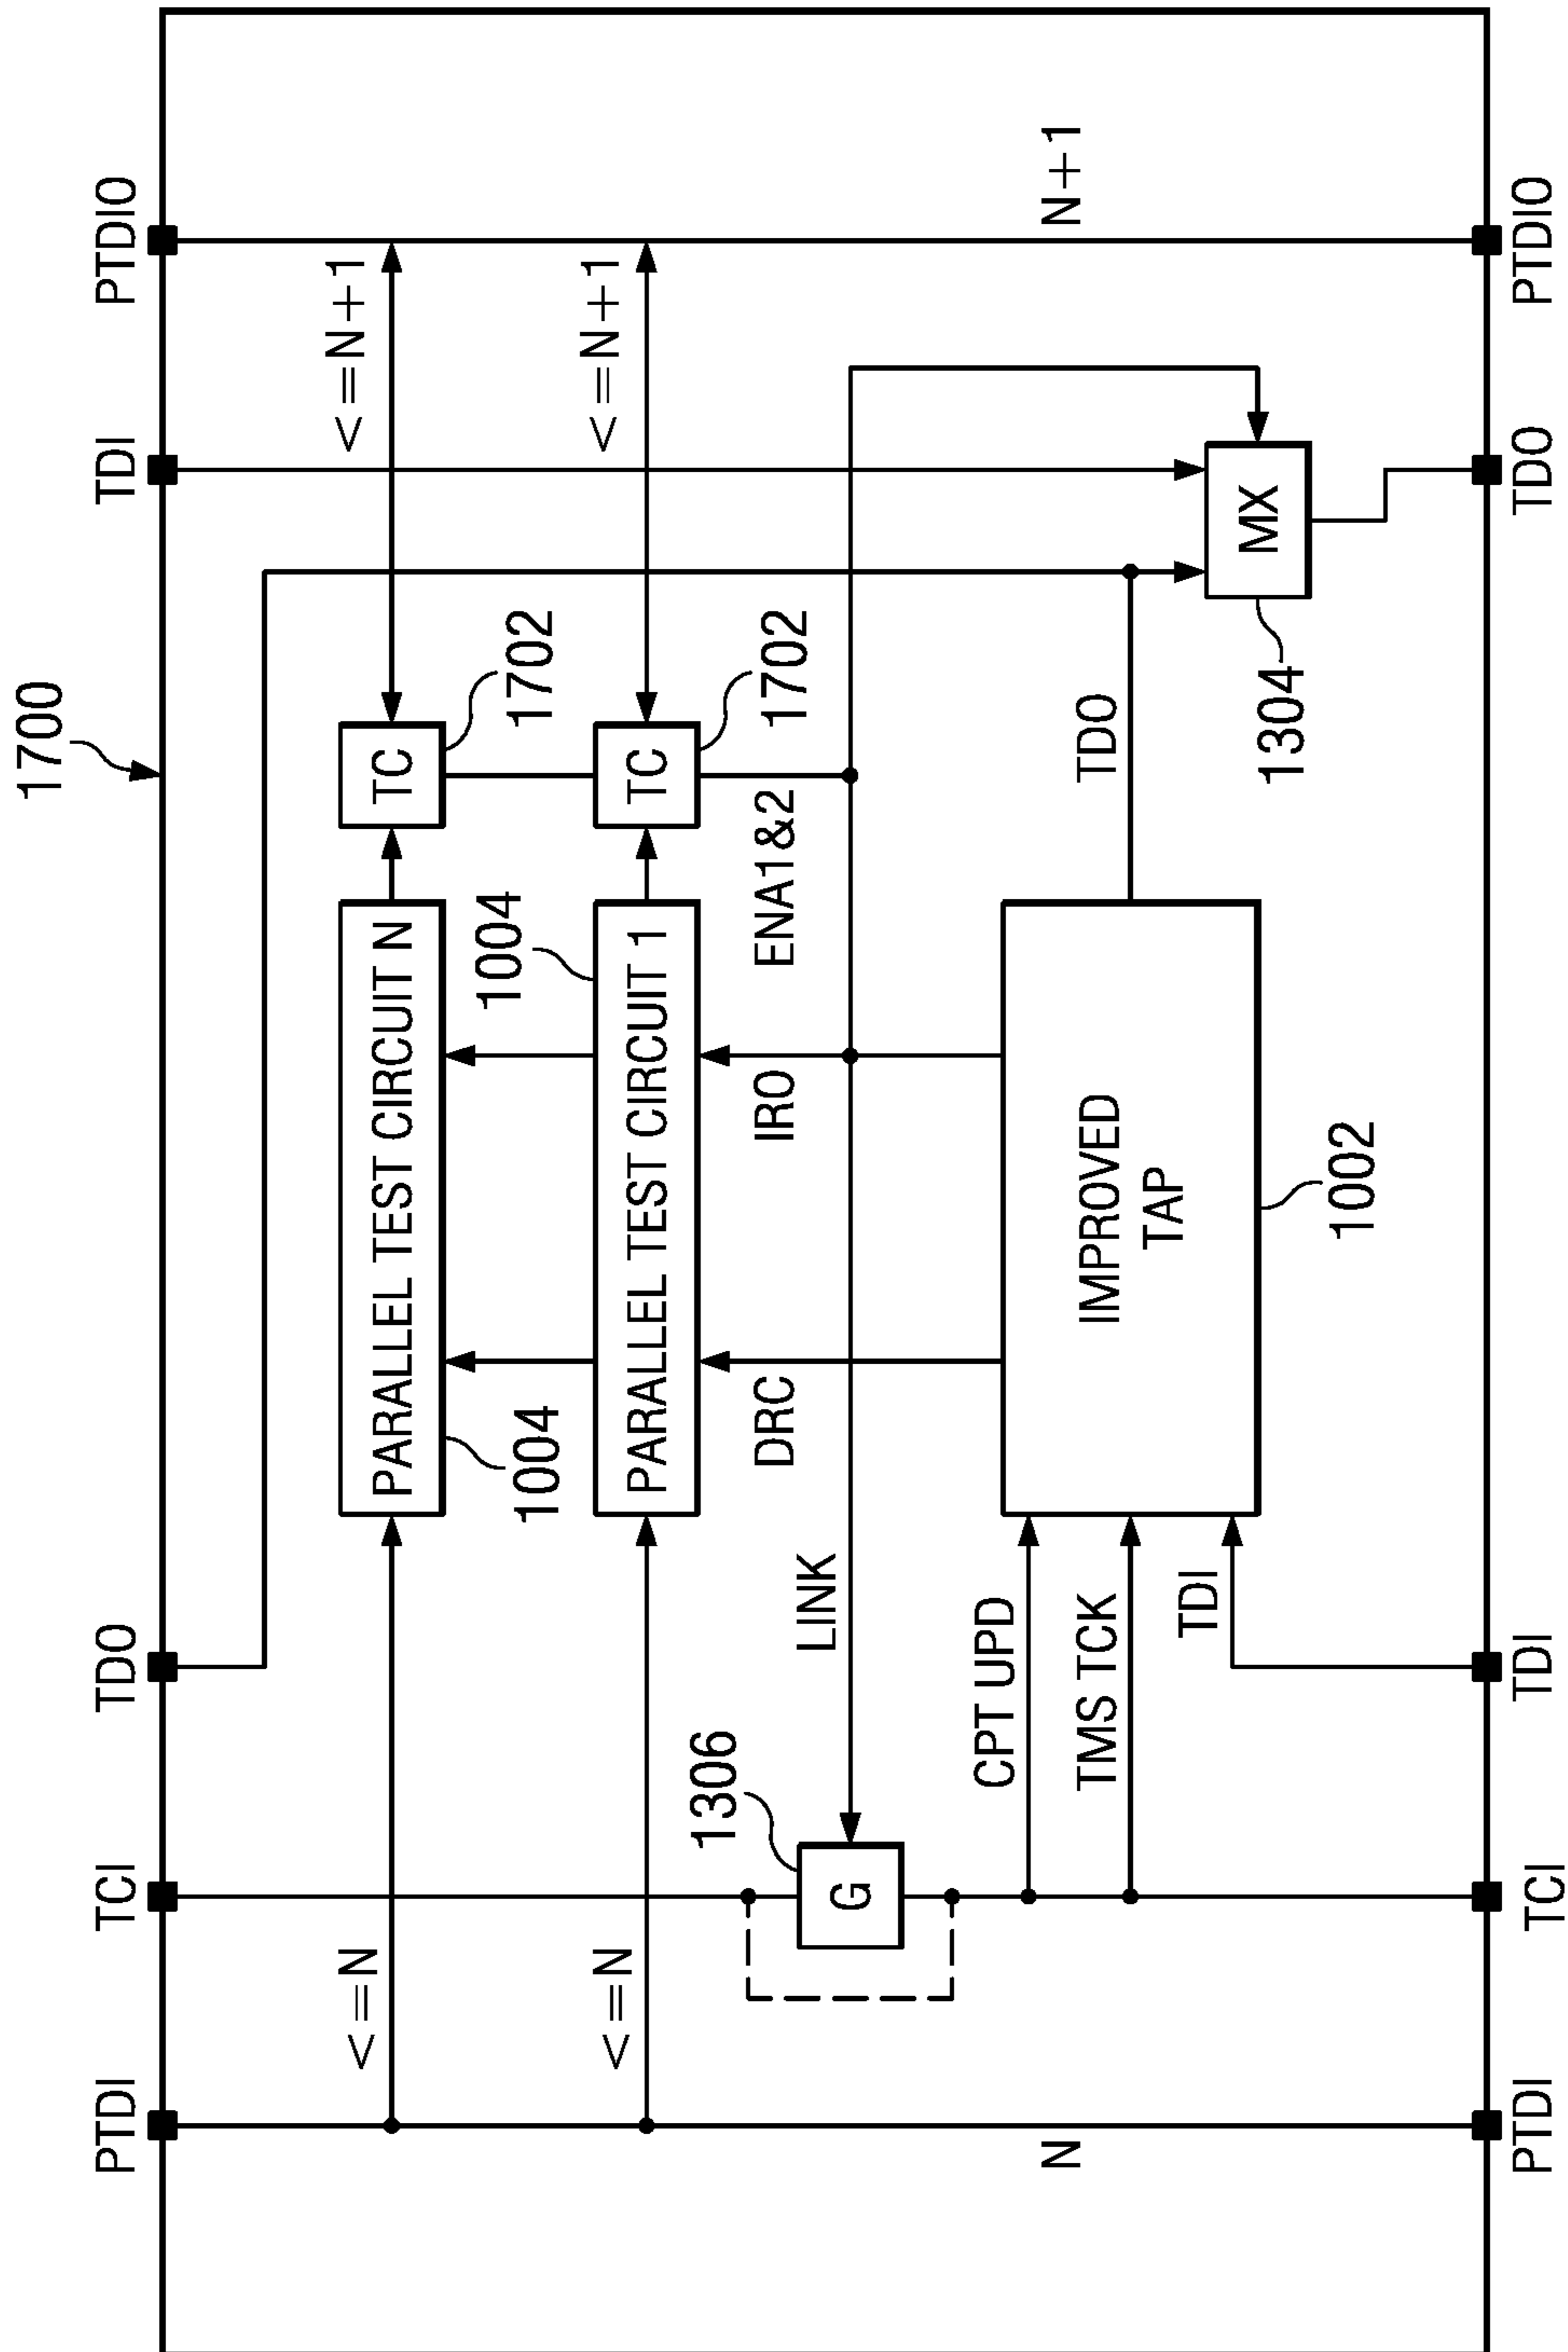 1700
PTDI
TCI
TDO
TDI
PTDIO
<=N
PARALLEL TEST CIRCUIT N
TC
<=N+1
1004
1004
1702
<=N
PARALLEL TEST CIRCUIT 1
TC
<=N+1
1306
DRC
IRO
ENA1&2
1702
G
LINK
CPT UPD
TMS TCK
TDI
IMPROVED
TAP
TDO
N
N+1
MX
1002
1304
PTDI
TCI
TDI
TDO
PTDIO